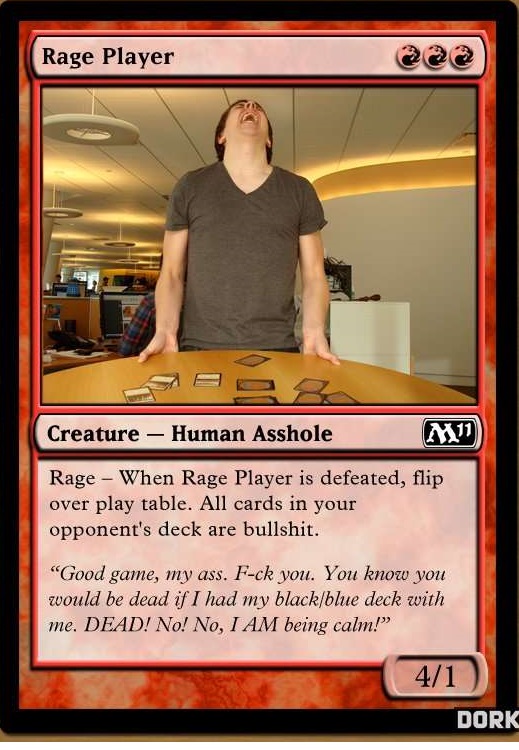 Rage Player
Creature — Human Asshole
M11
Rage – When Rage Player is defeated, flip
over play table. All cards in your
opponent's deck are bullshit.
“Good game, my ass. F-ck you. You know you
would be dead if I had my black/blue deck with
me. DEAD! No! No, I AM being calm!”
4/1
DORK